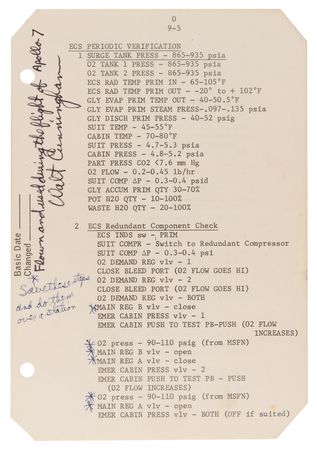 0
9-5
ECS PERIODIC VERIFICATION
1 SURGE TANK PRESS - 865-935 psia
O2 TANK 1 PRESS - 865-935 psia
O2 TANK 2 PRESS - 865-935 psia
ECS RAD TEMP PRIM IN - 65-105°F
ECS RAD TEMP PRIM OUT - -20° to + 102°F
GLY EVAP PRIM TEMP OUT - 40-50.5°F
GLY EVAP PRIM STEAM PRESS-.097-.135 psia
GLY DISCH PRIM PRESS - 40-52 psig
SUIT TEMP - 45-55°F
CABIN TEMP - 70-80°F
SUIT PRESS - 4.7-5.3 psia
CABIN PRESS - 4.8-5.2 psia
PART PRESS CO2 <7.6 mm Hg
O2 FLOW - 0.2-0.45 lb/hr
SUIT COMP ΔP - 0.3-0.4 psid
GLY ACCUM PRIM QTY 30-70%
POT H2O QTY - 10-100%
WASTE H2O QTY - 20-100%
2 ECS Redundant Component Check
ECS INDS sw - PRIM
SUIT COMPR - Switch to Redundant Compressor
SUIT COMP ΔP - 0.3-0.4 psi
O2 DEMAND REG vlv - 1
CLOSE BLEED PORT (O2 FLOW GOES HI)
O2 DEMAND REG vlv - 2
CLOSE BLEED PORT (O2 FLOW GOES HI)
O2 DEMAND REG vlv - BOTH
*MAIN REG B vlv - close
EMER CABIN PRESS vlv - 1
EMER CABIN PUSH TO TEST PB-PUSH (O2 FLOW
INCREASES)
* O2 press - 90-110 psig (from MSFN)
*MAIN REG B vlv - open
*MAIN REG A vlv - close
EMER CABIN PRESS vlv - 2
EMER CABIN PUSH TO TEST PB - PUSH
(O2 FLOW INCREASES)
* O2 press - 90-110 psig (from MSFN)
*MAIN REG A vlv - open
EMER CABIN PRESS vlv - BOTH (OFF if suited)
Basic Date
Changed
Flown and used during the flight of Apollo 7
Walt Cunningham
* Save these steps
and do them
over a station